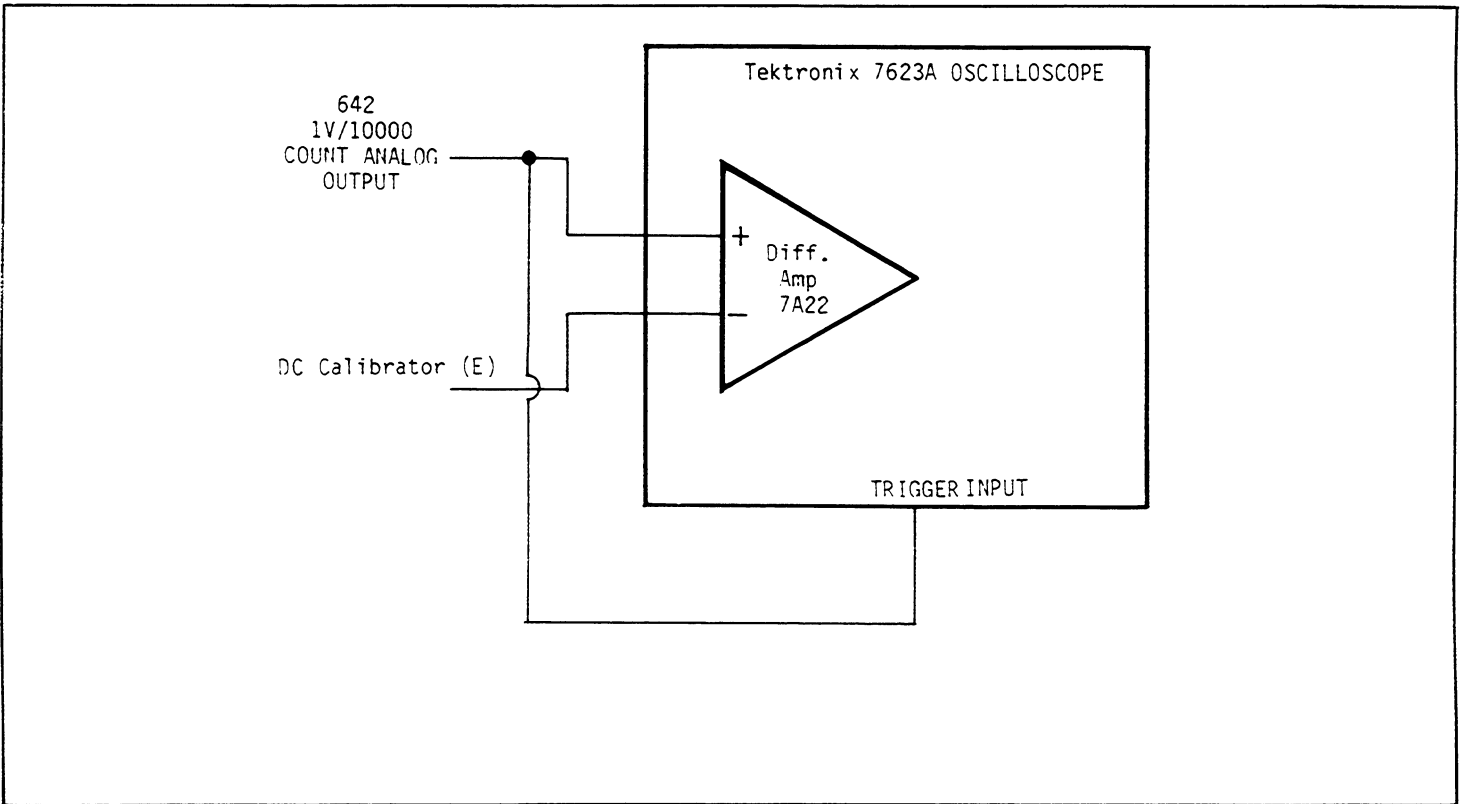 Tektronix 7623A OSCILLOSCOPE
642
1V/10000
COUNT ANALOG
OUTPUT
+
Diff.
Amp
7A22
−
DC Calibrator (E)
TRIGGER INPUT